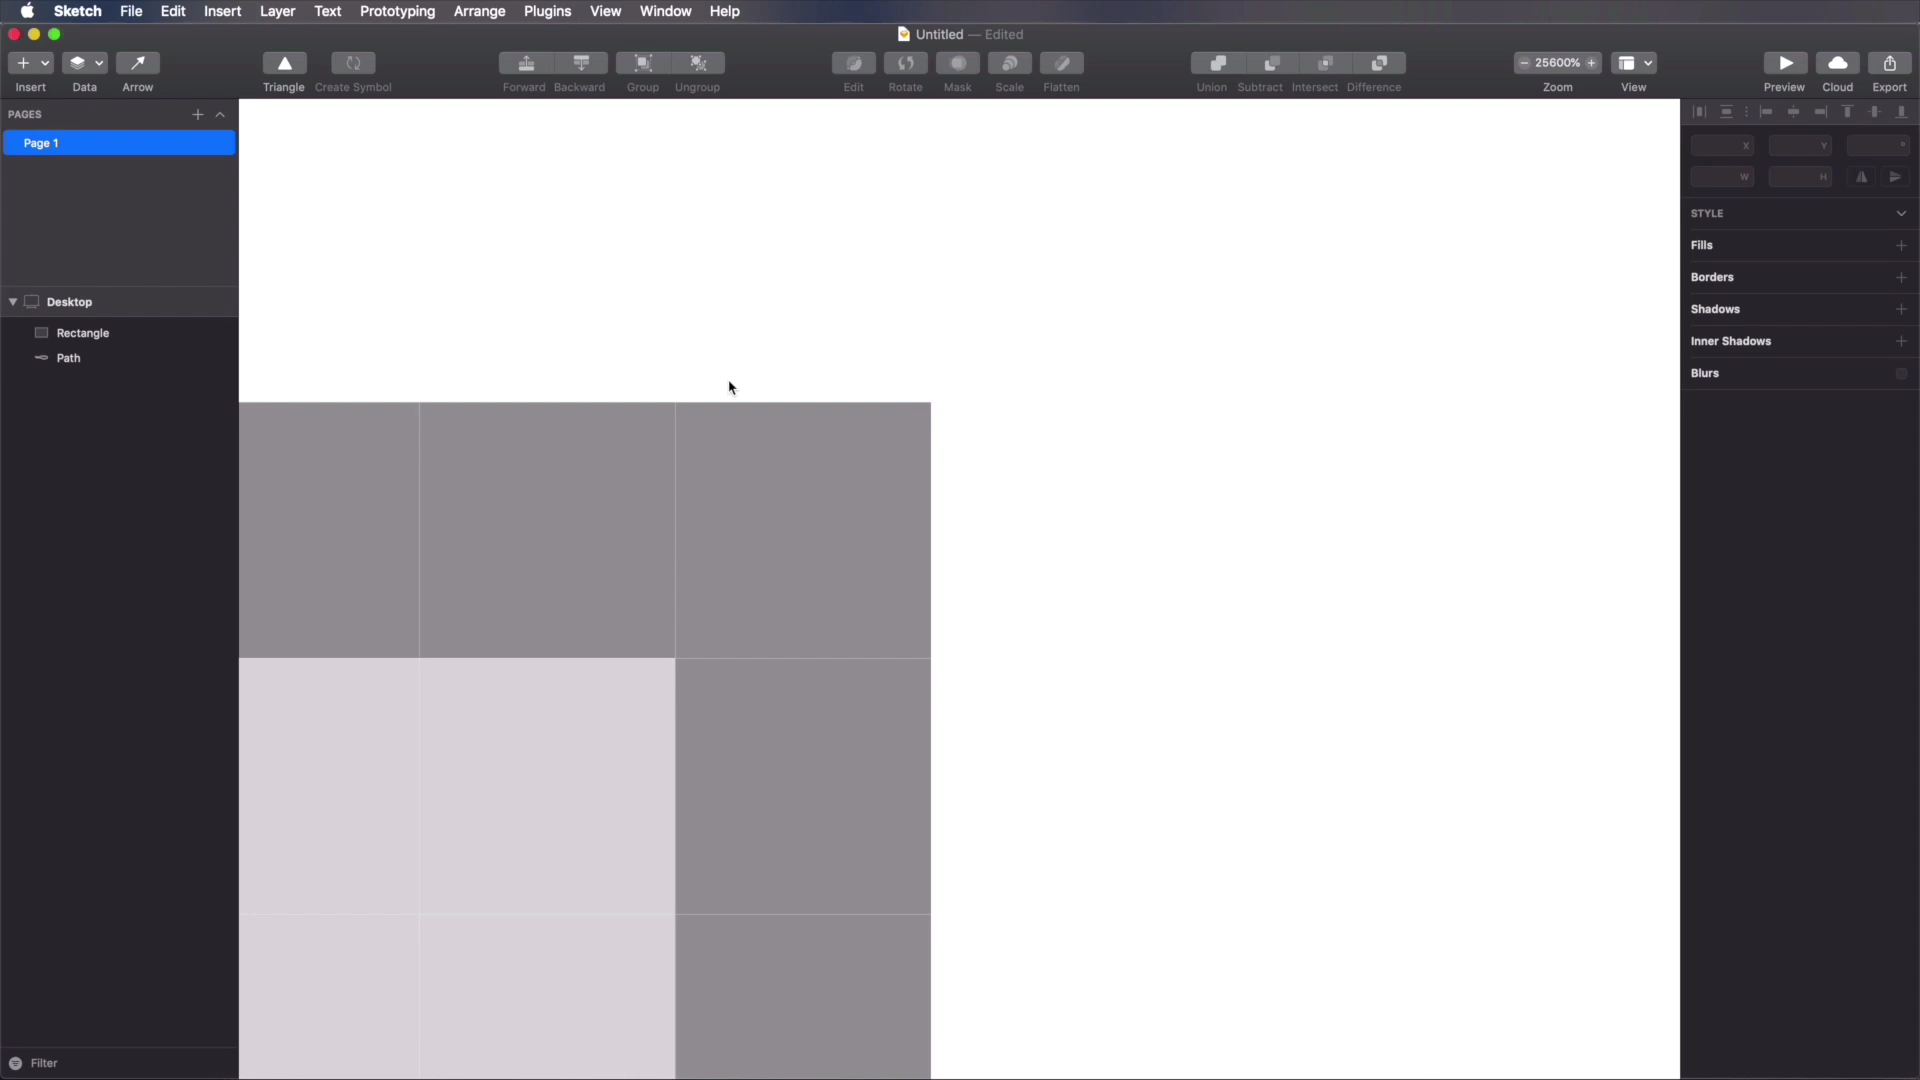 Sketch File Edit Insert Layer Text Prototyping Arrange Plugins View Window Help
Untitled — Edited
25600%
Insert Data Arrow Triangle Create Symbol Forward Backward Group Ungroup Edit Rotate Mask Scale Flatten Union Subtract Intersect Difference Zoom View Preview Cloud Export
PAGES
Page 1
Desktop
Rectangle
Path
Filter
X Y °
W H
STYLE
Fills
Borders
Shadows
Inner Shadows
Blurs